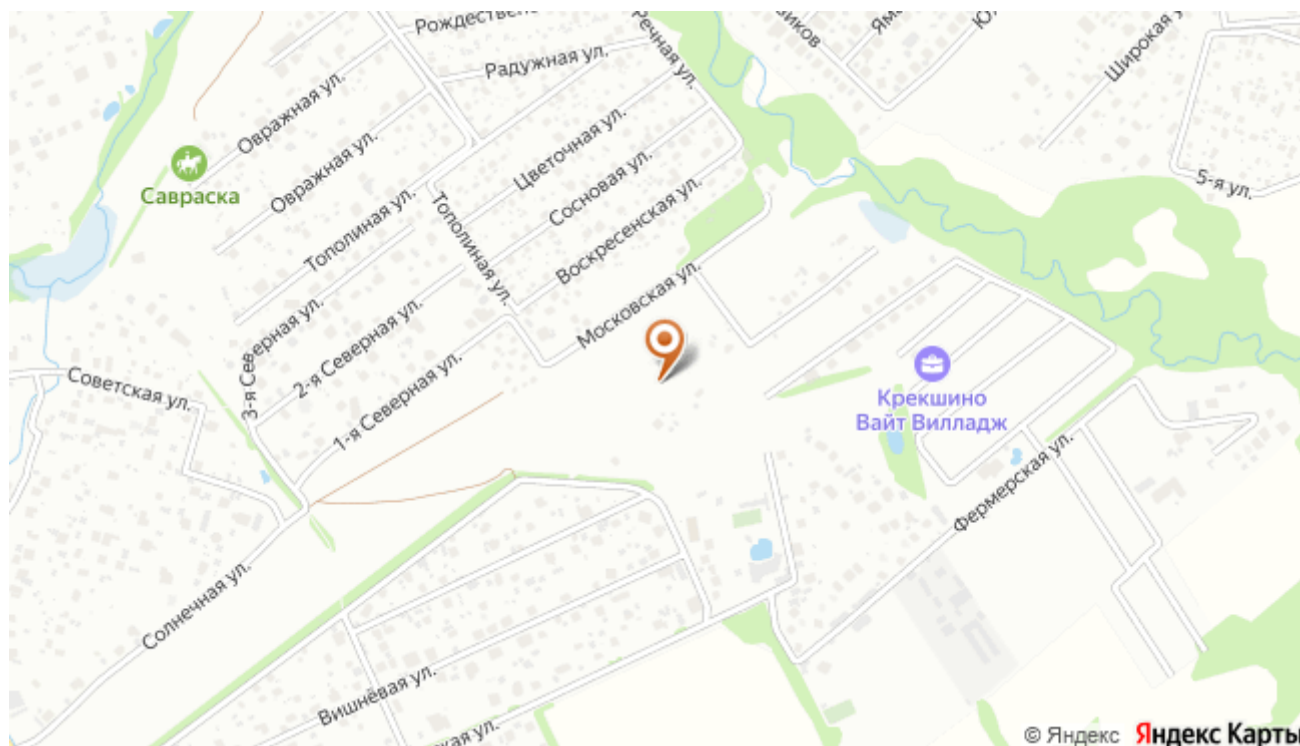 Рождествен
Речная ул.
Радужная ул.
Широкая у
Овражная ул.
Овражная ул.
Савраска
Цветочная ул.
Сосновая ул.
Воскресенская ул.
5-я ул.
Тополиная ул.
Тополиная ул.
Московская ул.
3-я Северная ул.
2-я Северная ул.
1-я Северная ул.
Советская ул.
Крекшино
Вайт Вилладж
Фермерская ул.
Солнечная ул.
Вишнёвая ул.
ская ул.
© Яндекс Яндекс Карты